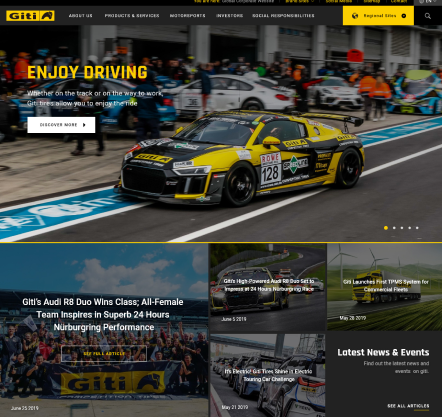 You are here: Global Corporate Website
Brand Sites
Social Media
Sitemap
Contact
EN
Giti
ABOUT US
PRODUCTS & SERVICES
MOTORSPORTS
INVESTORS
SOCIAL RESPONSIBILITIES
Regional Sites
ENJOY DRIVING
Whether on the track or on the way to work,
Giti tires allow you to enjoy the ride
DISCOVER MORE
GITI
ROWE
128
Giti's Audi R8 Duo Wins Class; All-Female
Team Inspires in Superb 24 Hours
Nürburgring Performance
SEE FULL ARTICLE
GITI
June 25 2019
Giti's High-Powered Audi R8 Duo Set to
Impress at 24 Hours Nürburgring Race
June 5 2019
Giti Launches First TPMS System for
Commercial Fleets
May 28 2019
It's Electric! Giti Tires Shine in Electric
Touring Car Challenge
May 21 2019
Latest News & Events
Find out the latest news and
events on giti.
SEE ALL ARTICLES